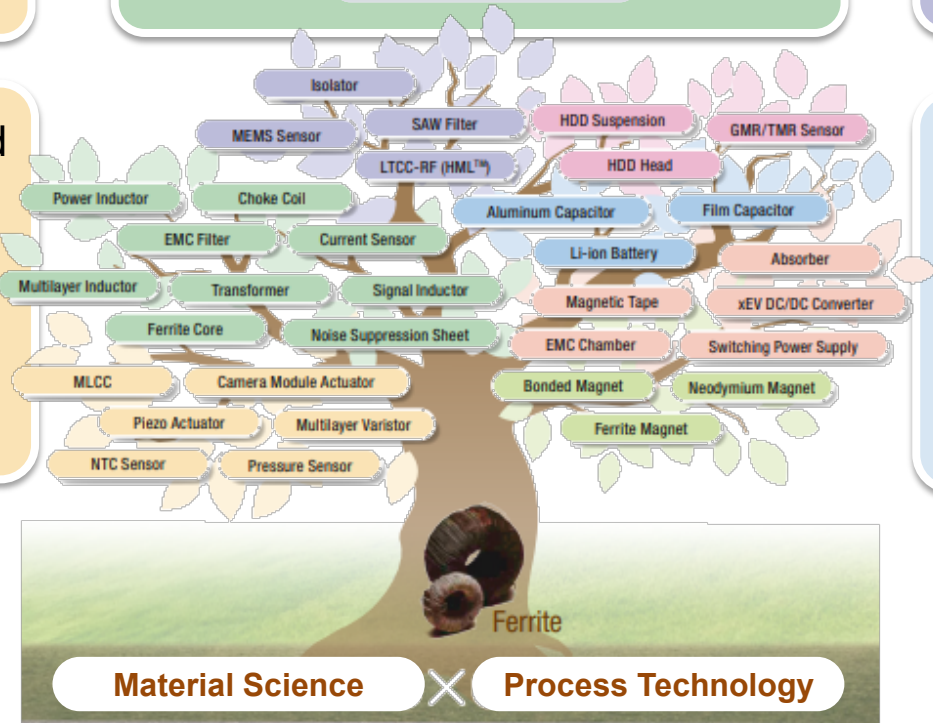 d
Isolator
MEMS Sensor
SAW Filter
LTCC-RF (HML™)
HDD Suspension
GMR/TMR Sensor
HDD Head
Power Inductor
Choke Coil
EMC Filter
Current Sensor
Multilayer Inductor
Transformer
Signal Inductor
Ferrite Core
Noise Suppression Sheet
Aluminum Capacitor
Film Capacitor
Li-ion Battery
Absorber
Magnetic Tape
xEV DC/DC Converter
EMC Chamber
Switching Power Supply
MLCC
Camera Module Actuator
Piezo Actuator
Multilayer Varistor
NTC Sensor
Pressure Sensor
Bonded Magnet
Neodymium Magnet
Ferrite Magnet
Ferrite
Material Science × Process Technology